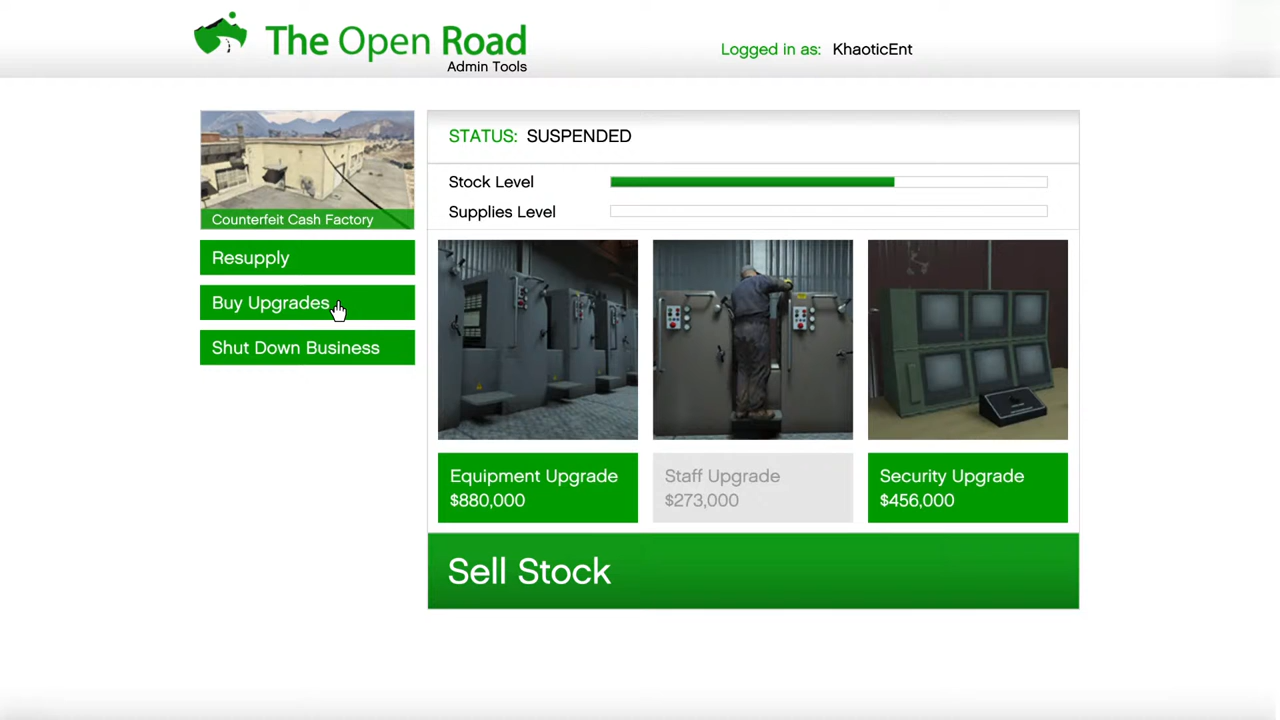 The Open Road
Admin Tools
Logged in as: KhaoticEnt
Counterfeit Cash Factory
Resupply
Buy Upgrades
Shut Down Business
STATUS: SUSPENDED
Stock Level
Supplies Level
Equipment Upgrade
$880,000
Staff Upgrade
$273,000
Security Upgrade
$456,000
Sell Stock